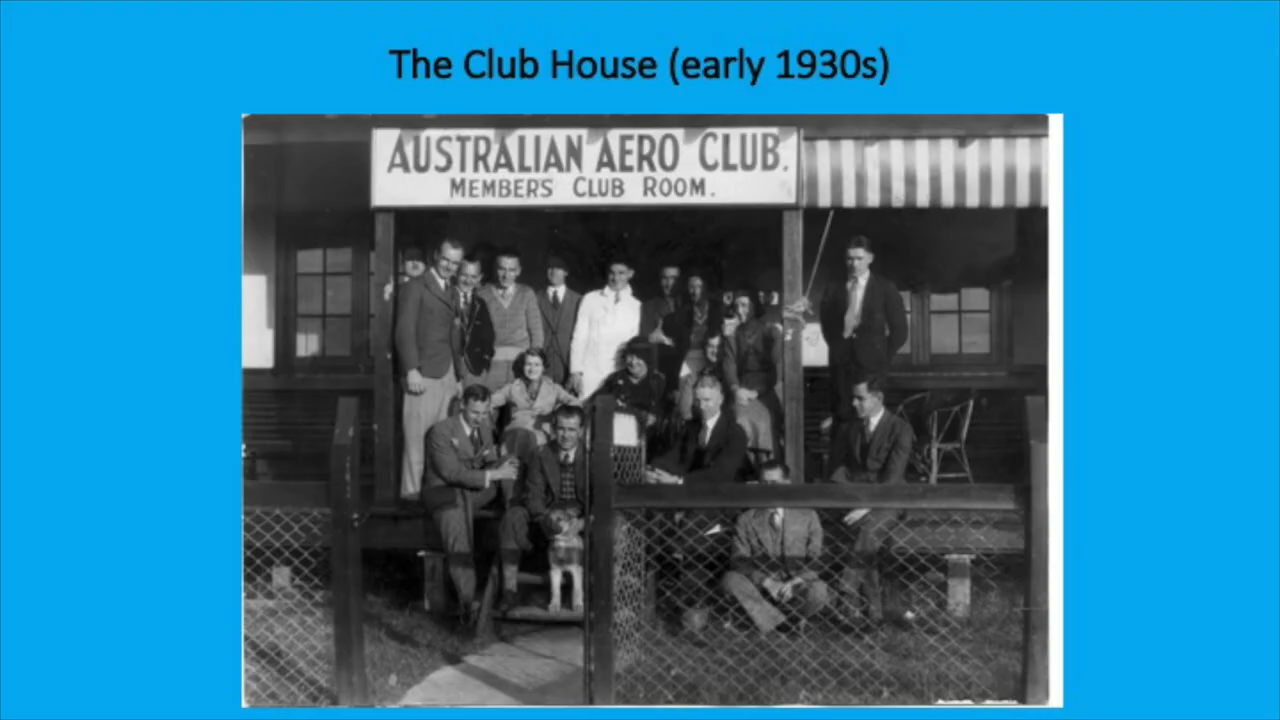 The Club House (early 1930s)
AUSTRALIAN AERO CLUB.
MEMBERS CLUB ROOM.